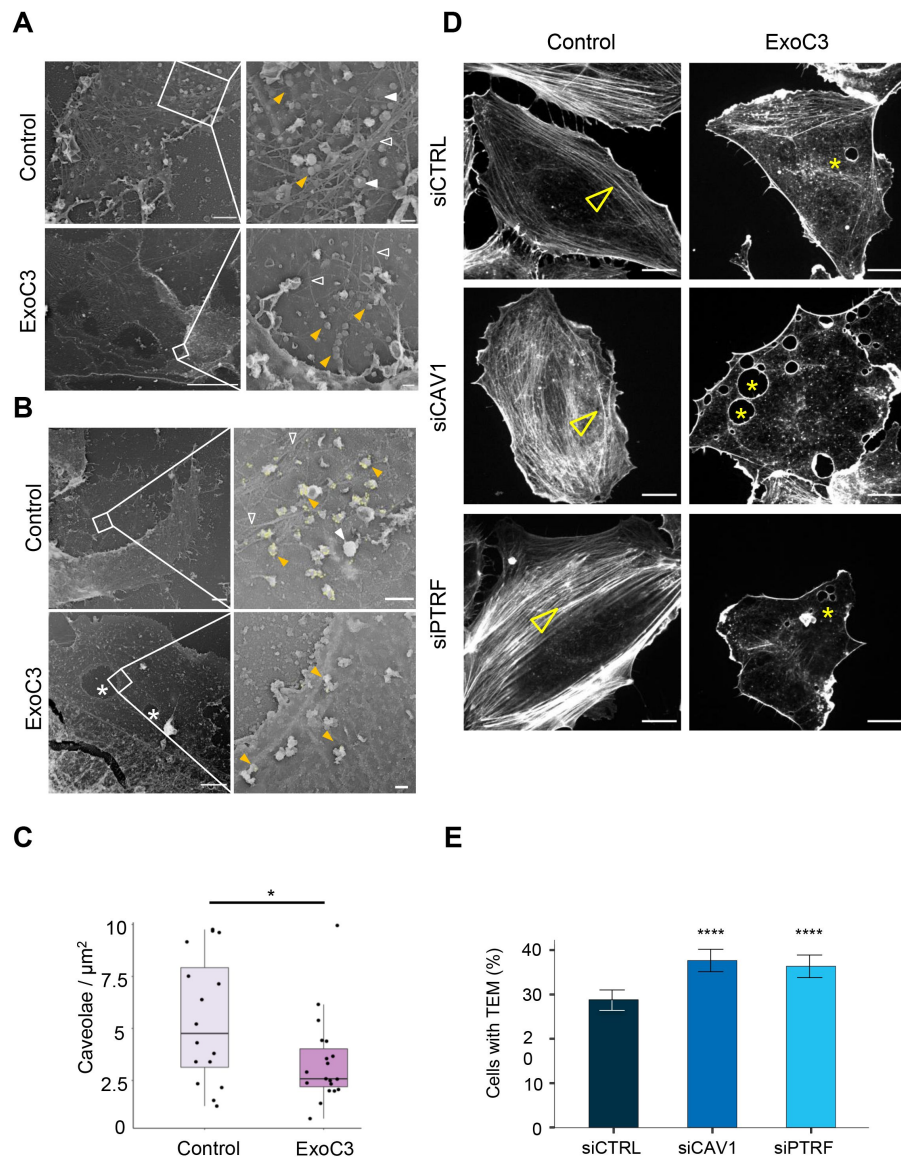 A
Control
ExoC3
B
Control
ExoC3
C
*
Caveolae / µm²
10
7.5
5
2.5
0
Control
ExoC3
D
Control
ExoC3
siCTRL
*
siCAV1
*
*
siPTRF
*
E
Cells with TEM (%)
40
30
2
0
10
0
****
****
siCTRL
siCAV1
siPTRF